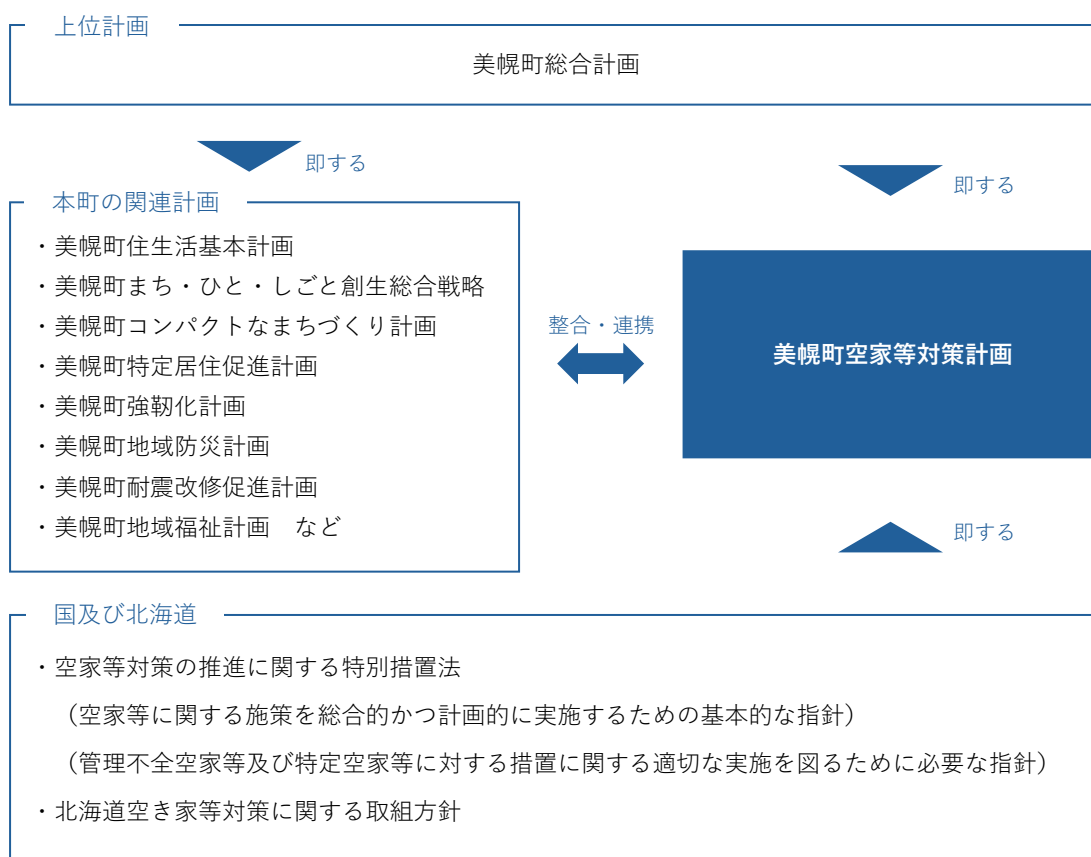 上位計画
美幌町総合計画
即する
即する
本町の関連計画
・美幌町住生活基本計画
・美幌町まち・ひと・しごと創生総合戦略
・美幌町コンパクトなまちづくり計画
・美幌町特定居住促進計画
・美幌町強靭化計画
・美幌町地域防災計画
・美幌町耐震改修促進計画
・美幌町地域福祉計画　など
整合・連携
美幌町空家等対策計画
即する
国及び北海道
・空家等対策の推進に関する特別措置法
（空家等に関する施策を総合的かつ計画的に実施するための基本的な指針）
（管理不全空家等及び特定空家等に対する措置に関する適切な実施を図るために必要な指針）
・北海道空き家等対策に関する取組方針